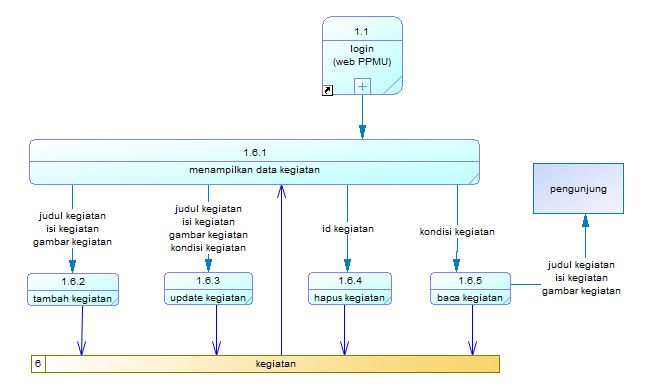 1.1
login
(web PPMU)
1.6.1
menampilkan data kegiatan
judul kegiatan
isi kegiatan
gambar kegiatan
judul kegiatan
isi kegiatan
gambar kegiatan
kondisi kegiatan
id kegiatan
kondisi kegiatan
pengunjung
judul kegiatan
isi kegiatan
gambar kegiatan
1.6.2
tambah kegiatan
1.6.3
update kegiatan
1.6.4
hapus kegiatan
1.6.5
baca kegiatan
6
kegiatan